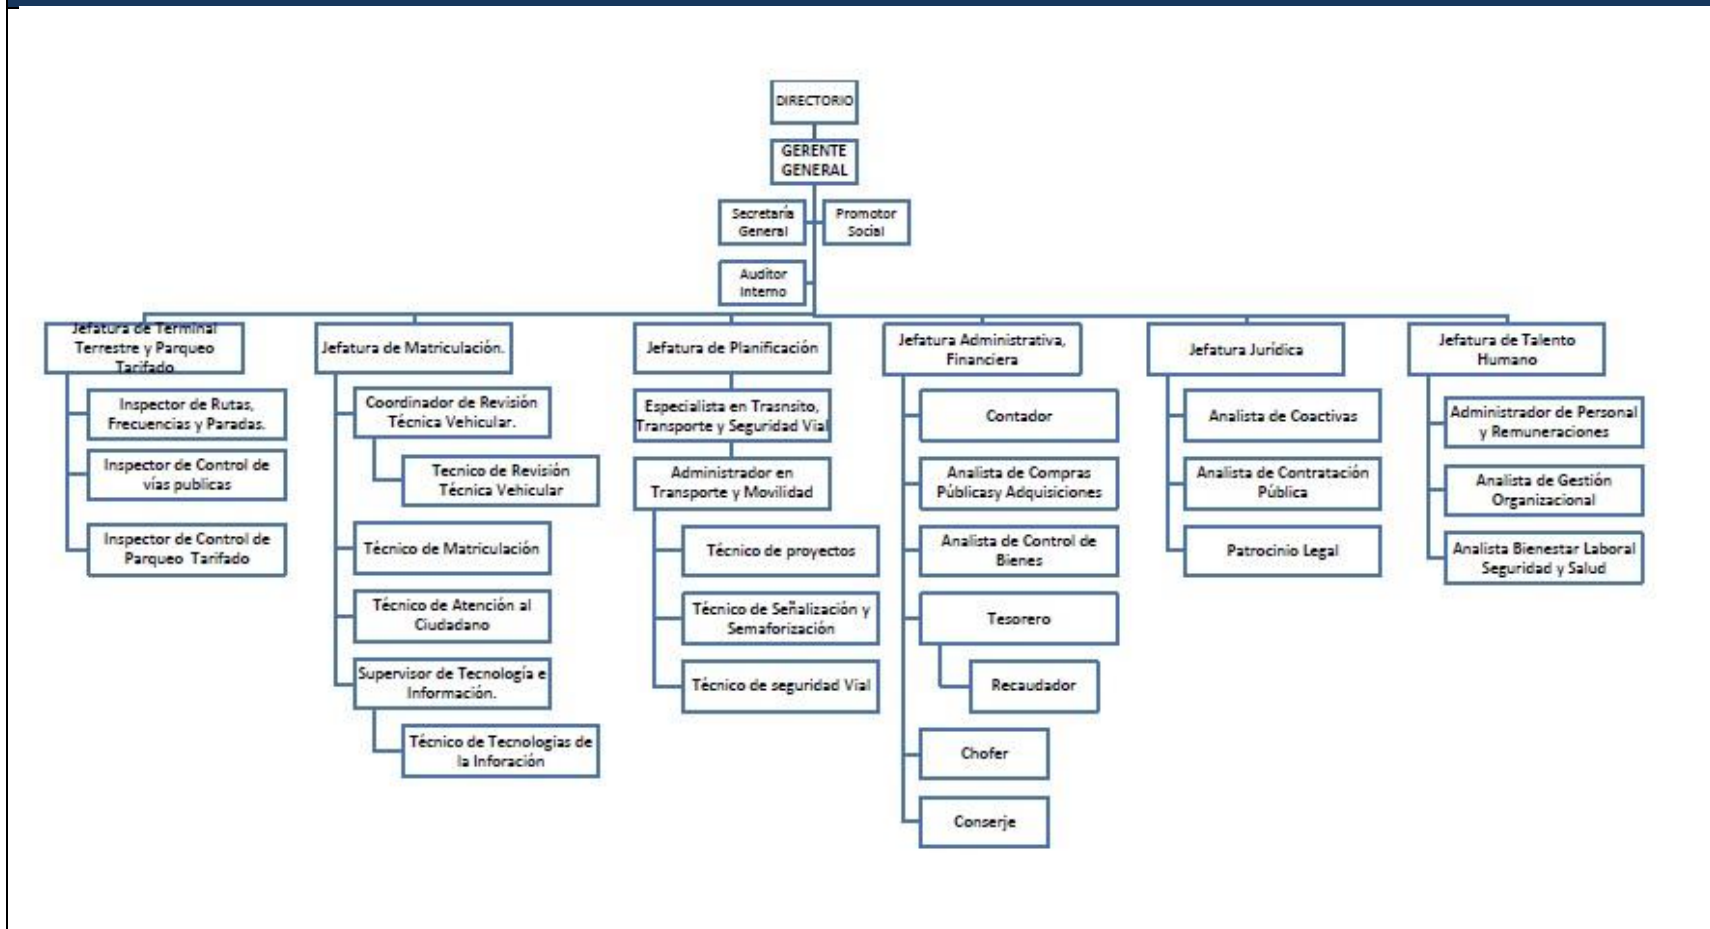 DIRECTORIO
GERENTE
GENERAL
Secretaría
General
Promotor
Social
Auditor
Interno
Jefatura de Terminal
Terrestre y Parqueo
Tarifado
Inspector de Rutas,
Frecuencias y Paradas.
Inspector de Control de
vías publicas
Inspector de Control de
Parqueo Tarifado
Jefatura de Matriculación.
Coordinador de Revisión
Técnica Vehicular.
Tecnico de Revisión
Técnica Vehicular
Técnico de Matriculación
Técnico de Atención al
Ciudadano
Supervisor de Tecnología e
Información.
Técnico de Tecnologias de
la Inforación
Jefatura de Planificación
Especialista en Trasnsito,
Transporte y Seguridad Vial
Administrador en
Transporte y Movilidad
Técnico de proyectos
Técnico de Señalización y
Semaforización
Técnico de seguridad Vial
Jefatura Administrativa,
Financiera
Contador
Analista de Compras
Públicasy Adquisiciones
Analista de Control de
Bienes
Tesorero
Recaudador
Chofer
Conserje
Jefatura Jurídica
Analista de Coactivas
Analista de Contratación
Pública
Patrocinio Legal
Jefatura de Talento
Humano
Administrador de Personal
y Remuneraciones
Analista de Gestión
Organizacional
Analista Bienestar Laboral
Seguridad y Salud